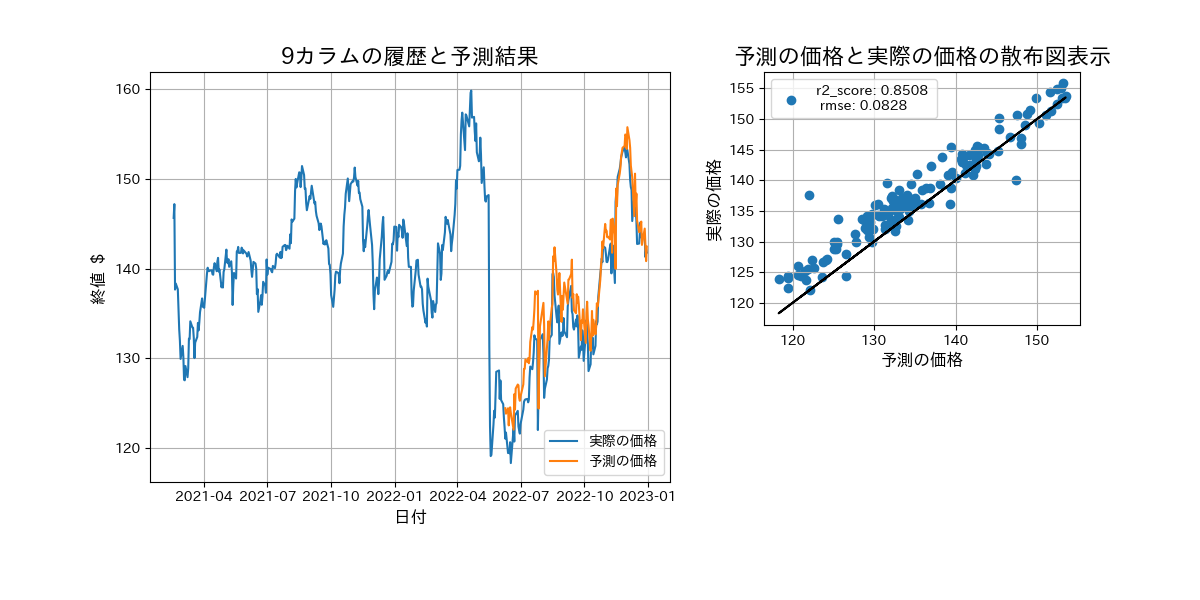 9カラムの履歴と予測結果
160
150
140
130
120
終値 $
2021-04 2021-07 2021-10 2022-01 2022-04 2022-07 2022-10 2023-01
日付
実際の価格
予測の価格
予測の価格と実際の価格の散布図表示
r2_score: 0.8508
rmse: 0.0828
155
150
145
140
135
130
125
120
実際の価格
120 130 140 150
予測の価格